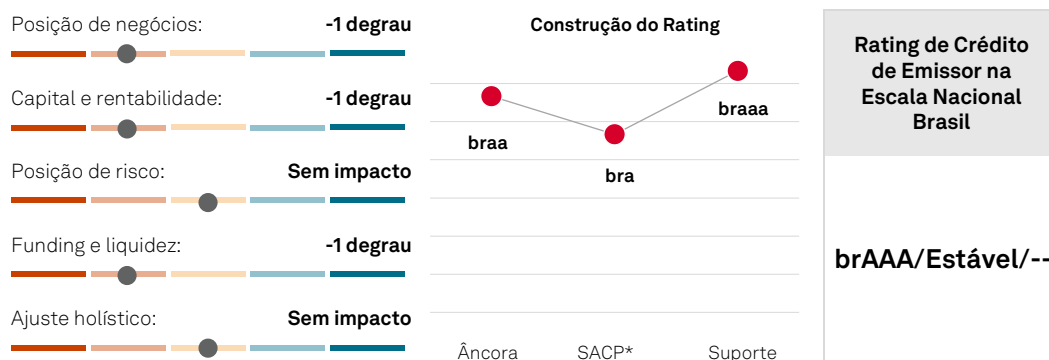 Posição de negócios: -1 degrau
Capital e rentabilidade: -1 degrau
Posição de risco: Sem impacto
Funding e liquidez: -1 degrau
Ajuste holístico: Sem impacto
Construção do Rating
braa
bra
braaa
Âncora SACP* Suporte
Rating de Crédito
de Emissor na
Escala Nacional
Brasil
brAAA/Estável/--